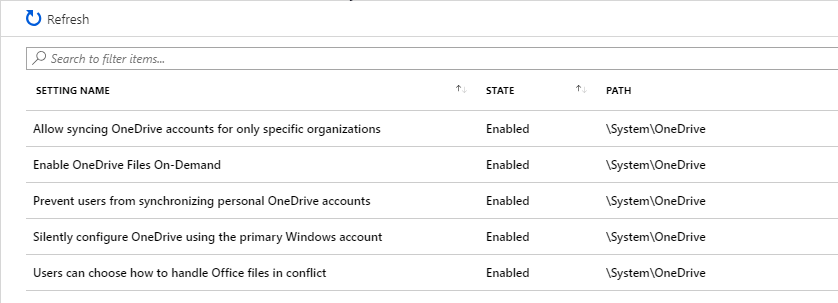 Refresh
Search to filter items...
SETTING NAME STATE PATH
Allow syncing OneDrive accounts for only specific organizations Enabled \System\OneDrive
Enable OneDrive Files On-Demand Enabled \System\OneDrive
Prevent users from synchronizing personal OneDrive accounts Enabled \System\OneDrive
Silently configure OneDrive using the primary Windows account Enabled \System\OneDrive
Users can choose how to handle Office files in conflict Enabled \System\OneDrive